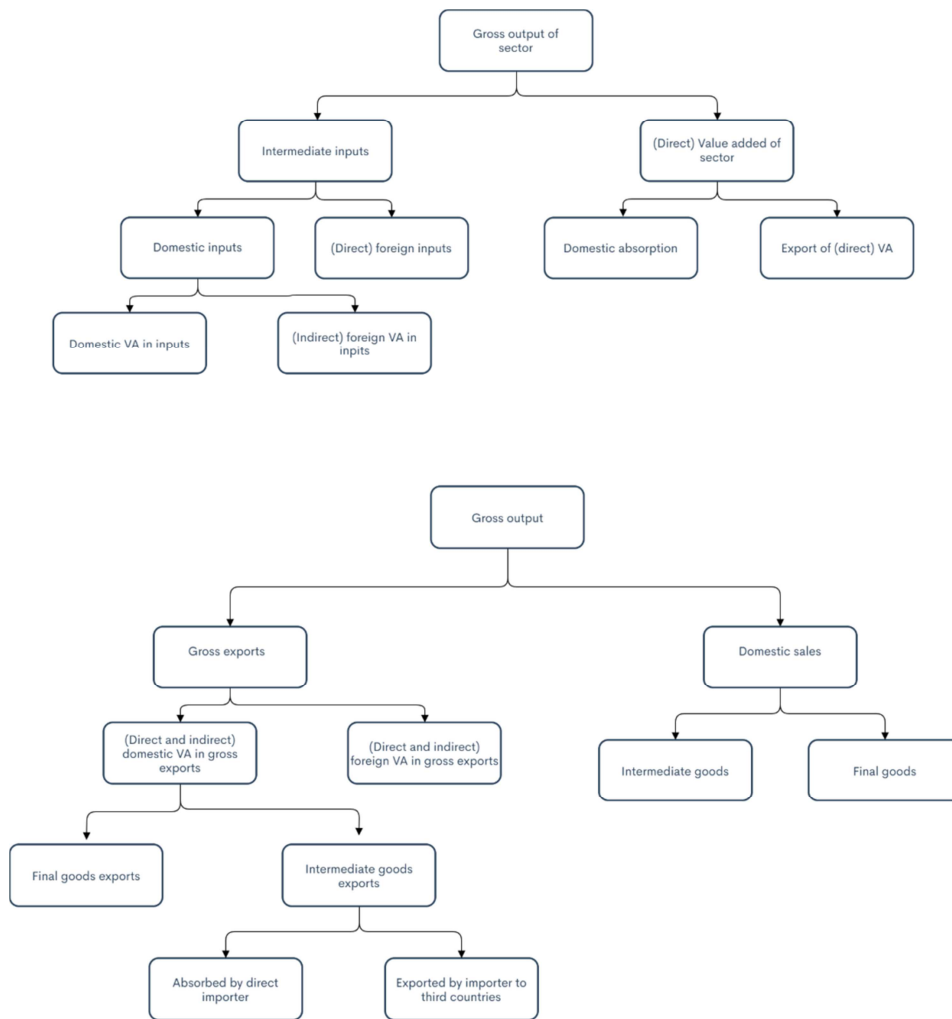 Gross output of
sector
Intermediate inputs
(Direct) Value added of
sector
Domestic inputs
(Direct) foreign inputs
Domestic absorption
Export of (direct) VA
Domestic VA in inputs
(Indirect) foreign VA in
inpits
Gross output
Gross exports
Domestic sales
(Direct and indirect)
domestic VA in gross
exports
(Direct and indirect)
foreign VA in gross exports
Intermediate goods
Final goods
Final goods exports
Intermediate goods
exports
Absorbed by direct
importer
Exported by importer to
third countries